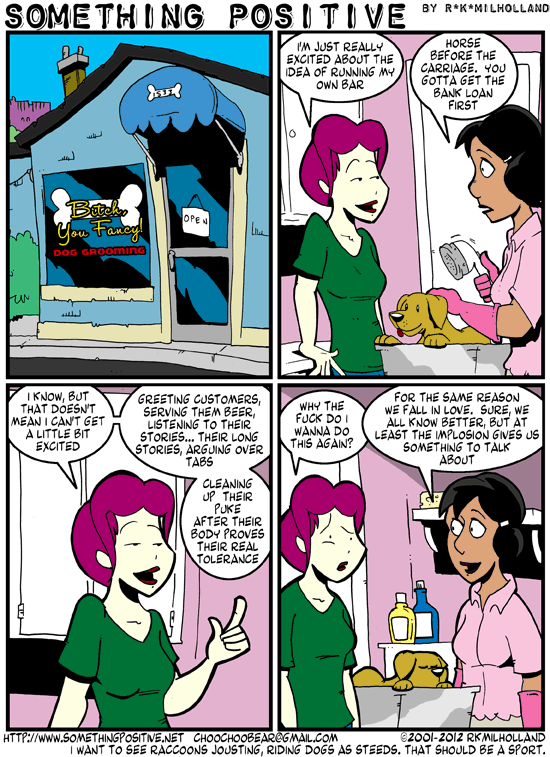 SOMETHING POSITIVE BY R*K*MILHOLLAND
1537
OPEN
Bitch,
You Fancy!
DOG GROOMING
I'M JUST REALLY
EXCITED ABOUT THE
IDEA OF RUNNING MY
OWN BAR
HORSE
BEFORE THE
CARRIAGE. YOU
GOTTA GET THE
BANK LOAN
FIRST
I KNOW, BUT
THAT DOESN'T
MEAN I CAN'T GET
A LITTLE BIT
EXCITED
GREETING CUSTOMERS,
SERVING THEM BEER,
LISTENING TO THEIR
STORIES... THEIR LONG
STORIES, ARGUING OVER
TABS
CLEANING
UP THEIR
PUKE
AFTER THEIR
BODY PROVES
THEIR REAL
TOLERANCE
WHY THE
FUCK DO I
WANNA DO
THIS AGAIN?
FOR THE SAME REASON
WE FALL IN LOVE. SURE, WE
ALL KNOW BETTER, BUT AT
LEAST THE IMPLOSION GIVES US
SOMETHING TO TALK
ABOUT
HTTP://WWW.SOMETHINGPOSITIVE.NET CHOOCHOOBEAR@GMAIL.COM ©2001-2012 RKMILHOLLAND
I WANT TO SEE RACCOONS JOUSTING, RIDING DOGS AS STEEDS. THAT SHOULD BE A SPORT.